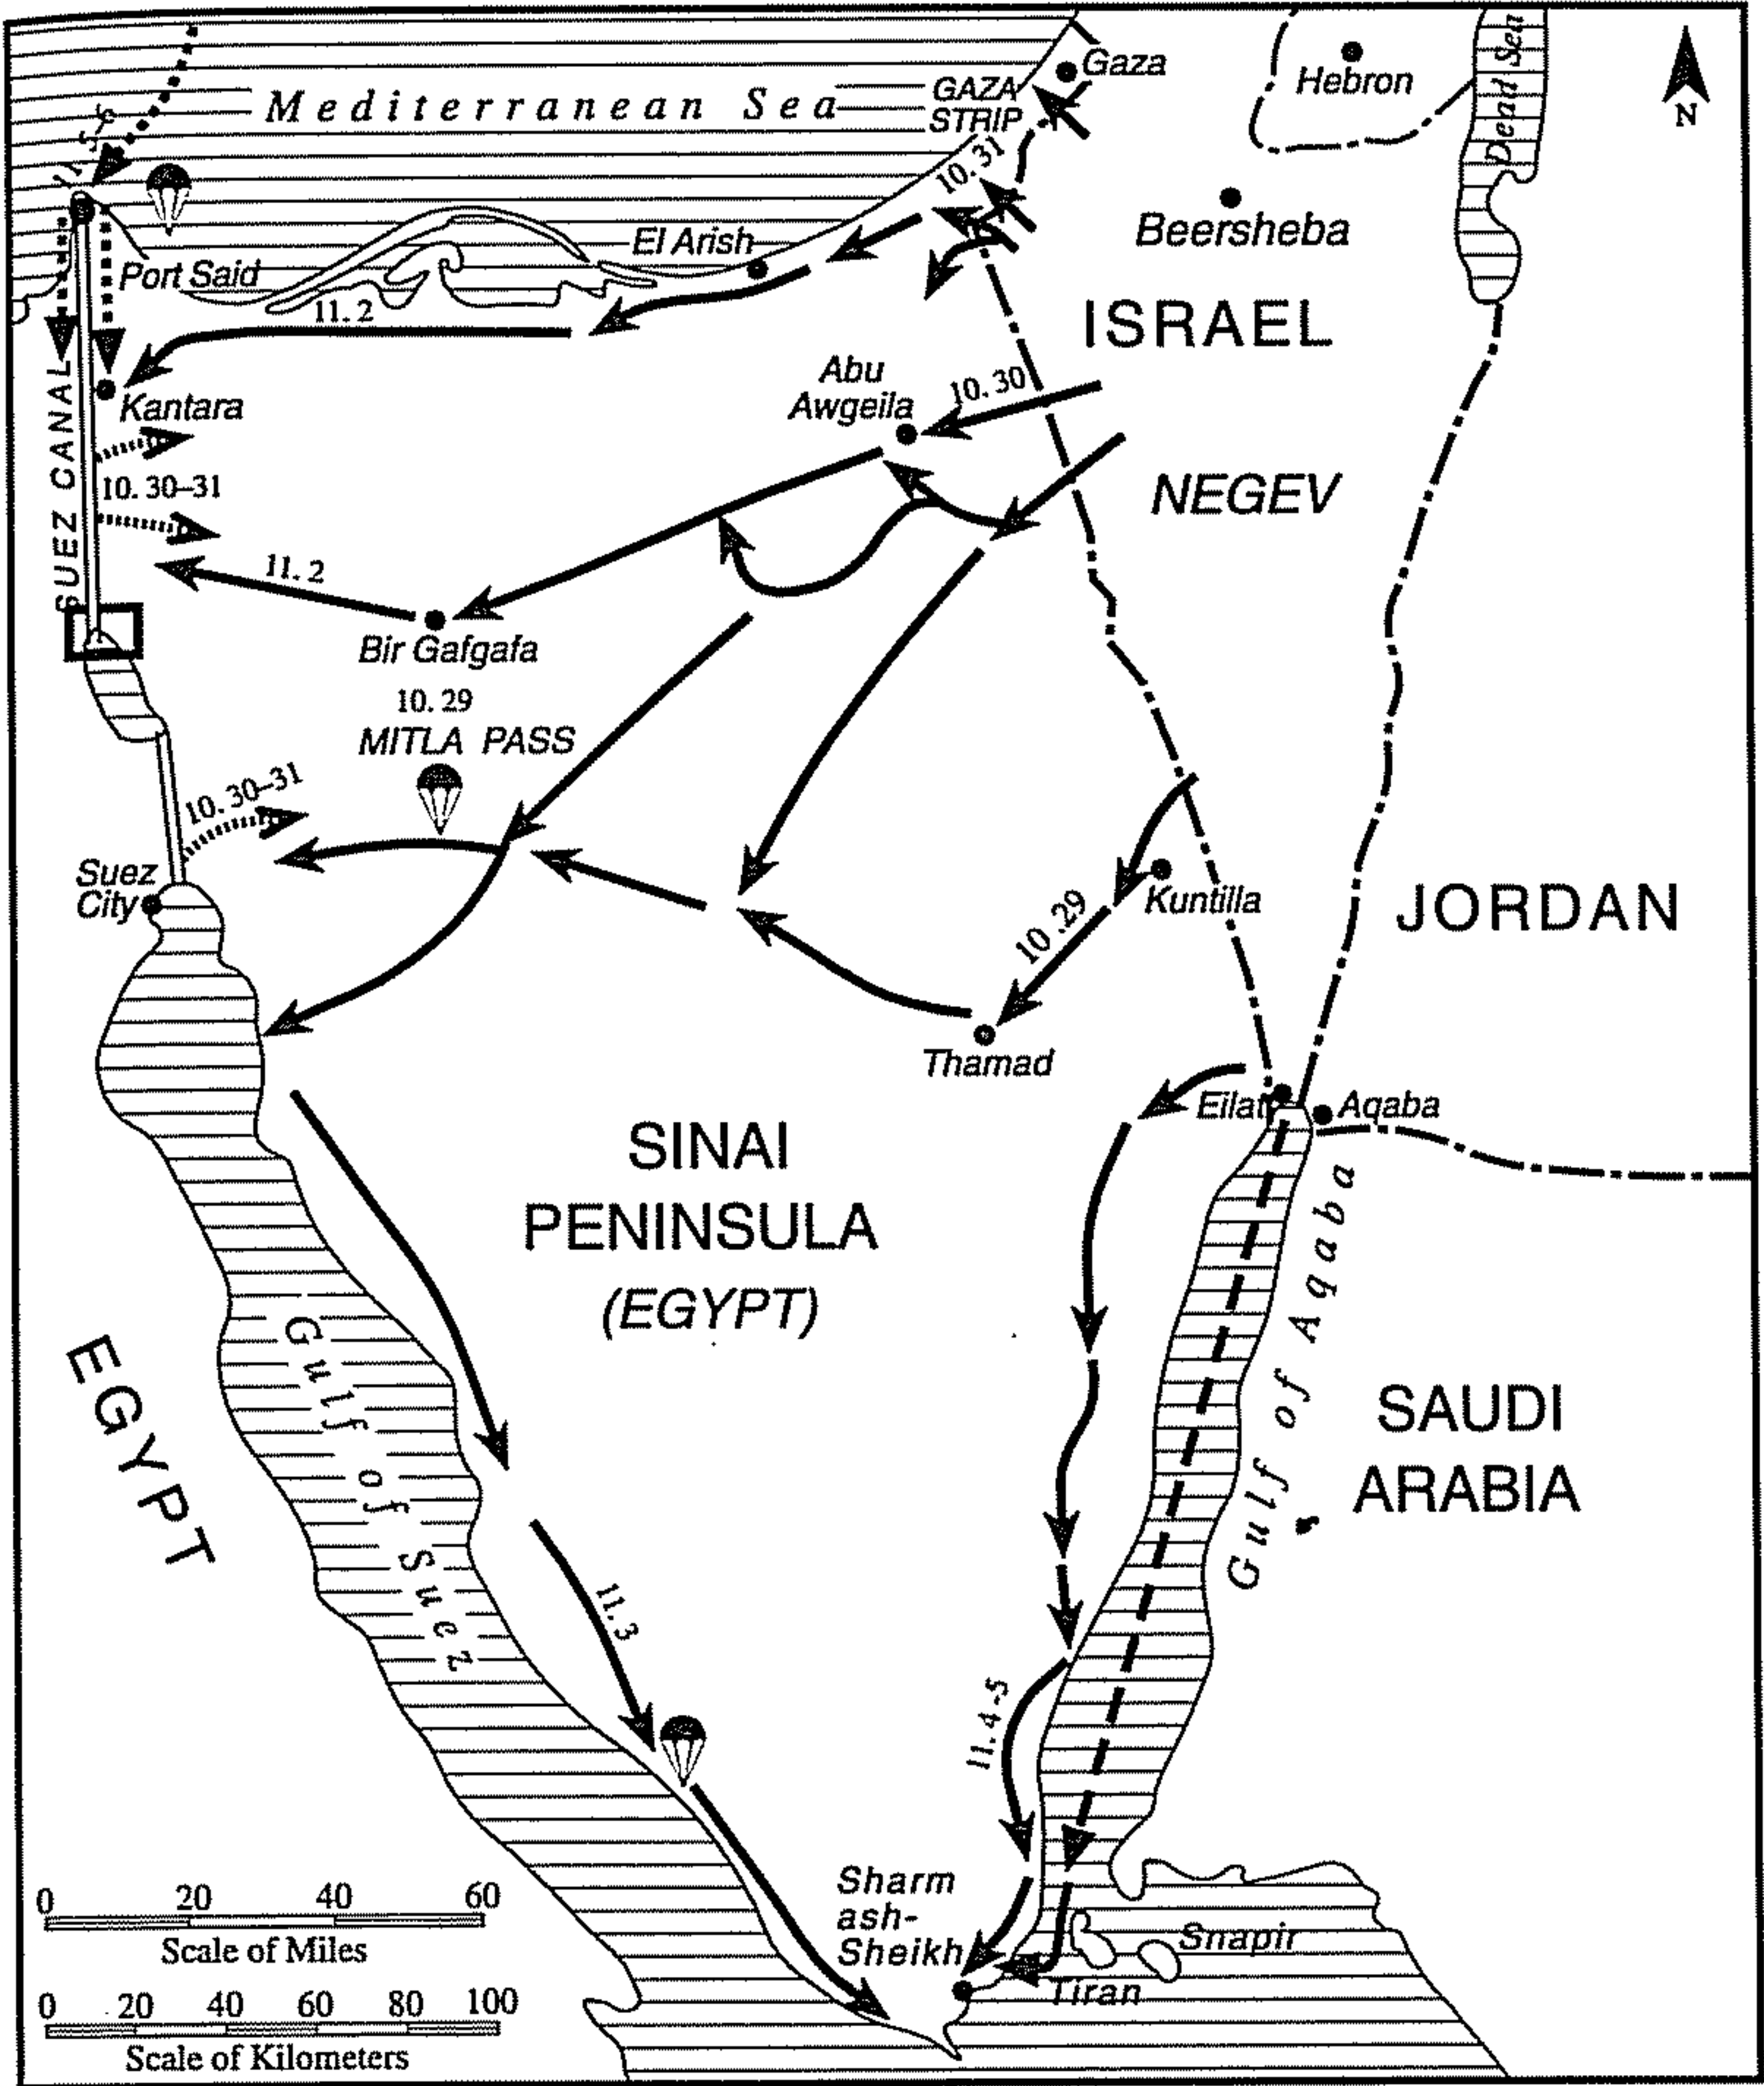 Mediterranean Sea
GAZA
STRIP
Gaza
Hebron
Dead Sea
N
10. 31
Beersheba
El Arish
Port Said
11. 2
ISRAEL
Abu
Awgeila
10. 30
Kantara
SUEZ CANAL
10. 30–31
NEGEV
11. 2
Bir Gafgafa
10. 29
MITLA PASS
10. 30–31
Suez
City
Kuntilla
10. 29
JORDAN
Thamad
Eilat
Aqaba
SINAI
PENINSULA
(EGYPT)
Gulf of Aqaba
EGYPT
Gulf of Suez
SAUDI
ARABIA
11. 3
11. 4-5
Sharm
ash-
Sheikh
Snapir
Tiran
0 20 40 60
Scale of Miles
0 20 40 60 80 100
Scale of Kilometers